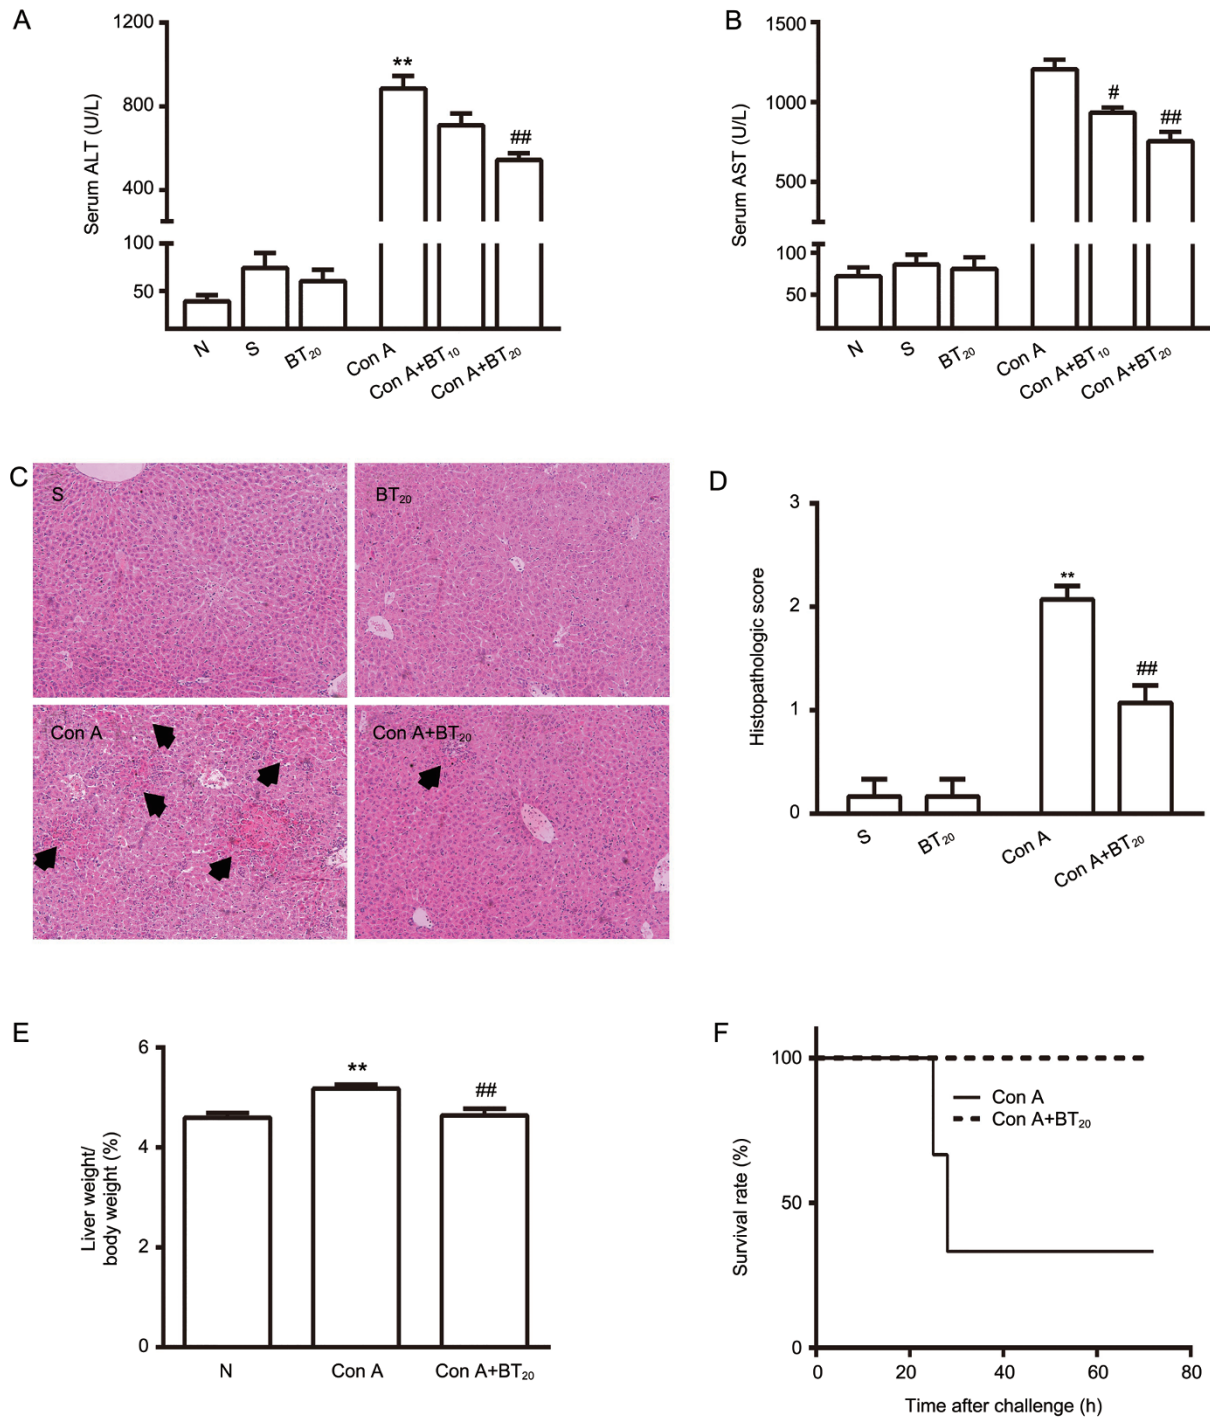 A
Serum ALT (U/L)
1200
800
400
100
50
**
##
N
S
BT₂₀
Con A
Con A+BT₁₀
Con A+BT₂₀
B
Serum AST (U/L)
1500
1000
500
100
50
#
##
N
S
BT₂₀
Con A
Con A+BT₁₀
Con A+BT₂₀
C
S
BT₂₀
Con A
Con A+BT₂₀
D
Histopathologic score
3
2
1
0
**
##
S
BT₂₀
Con A
Con A+BT₂₀
E
Liver weight/
body weight (%)
6
4
2
0
**
##
N
Con A
Con A+BT₂₀
F
Survival rate (%)
100
50
0
Con A
Con A+BT₂₀
0 20 40 60 80
Time after challenge (h)